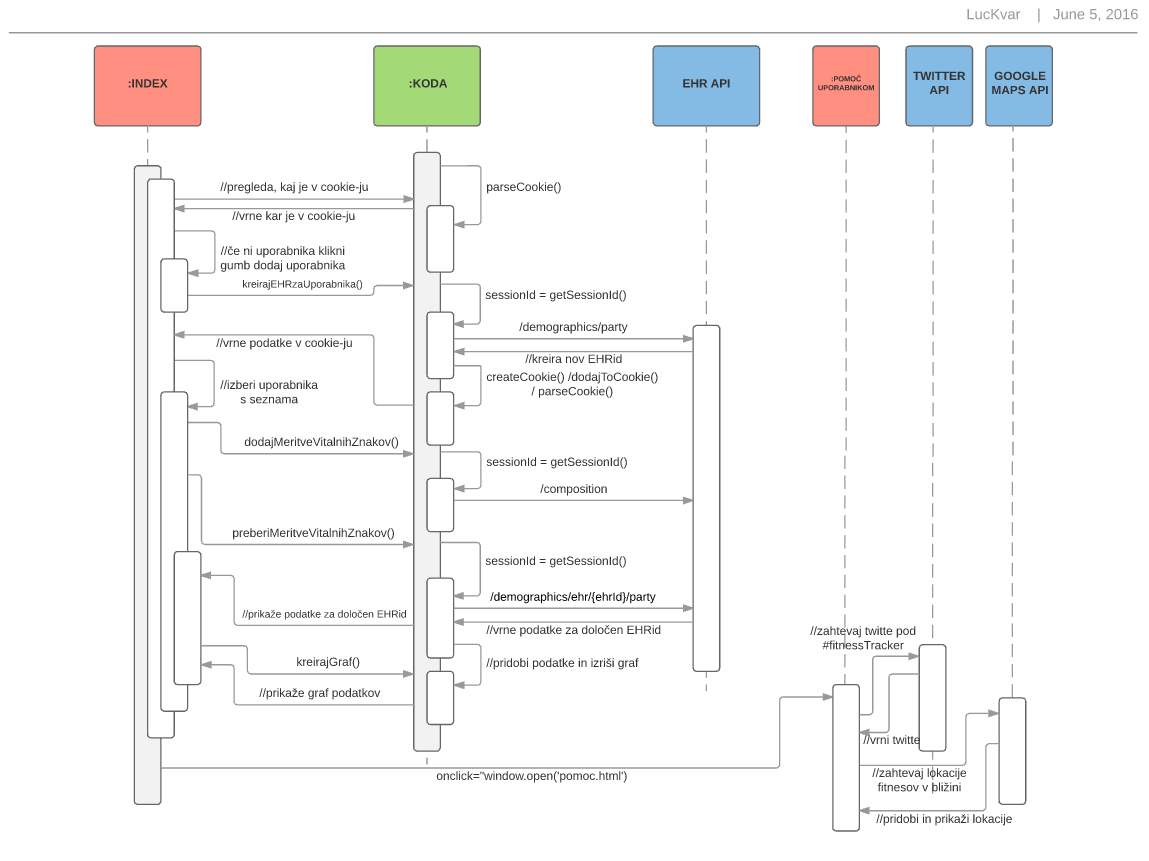 LucKvar | June 5, 2016
:INDEX
:KODA
EHR API
:POMOČ
UPORABNIKOM
TWITTER
API
GOOGLE
MAPS API
//pregleda, kaj je v cookie-ju
parseCookie()
//vrne kar je v cookie-ju
//če ni uporabnika klikni
gumb dodaj uporabnika
kreirajEHRzaUporabnika()
sessionId = getSessionId()
/demographics/party
//vrne podatke v cookie-ju
//kreira nov EHRid
createCookie() /dodajToCookie()
/ parseCookie()
//izberi uporabnika
s seznama
dodajMeritveVitalnihZnakov()
sessionId = getSessionId()
/composition
preberiMeritveVitalnihZnakov()
sessionId = getSessionId()
/demographics/ehr/{ehrId}/party
//prikaže podatke za določen EHRid
//vrne podatke za določen EHRid
//zahtevaj twitte pod
#fitnessTracker
kreirajGraf()
//pridobi podatke in izriši graf
//prikaže graf podatkov
//vrni twitte
onclick="window.open('pomoc.html')
//zahtevaj lokacije
fitnesov v bližini
//pridobi in prikaži lokacije